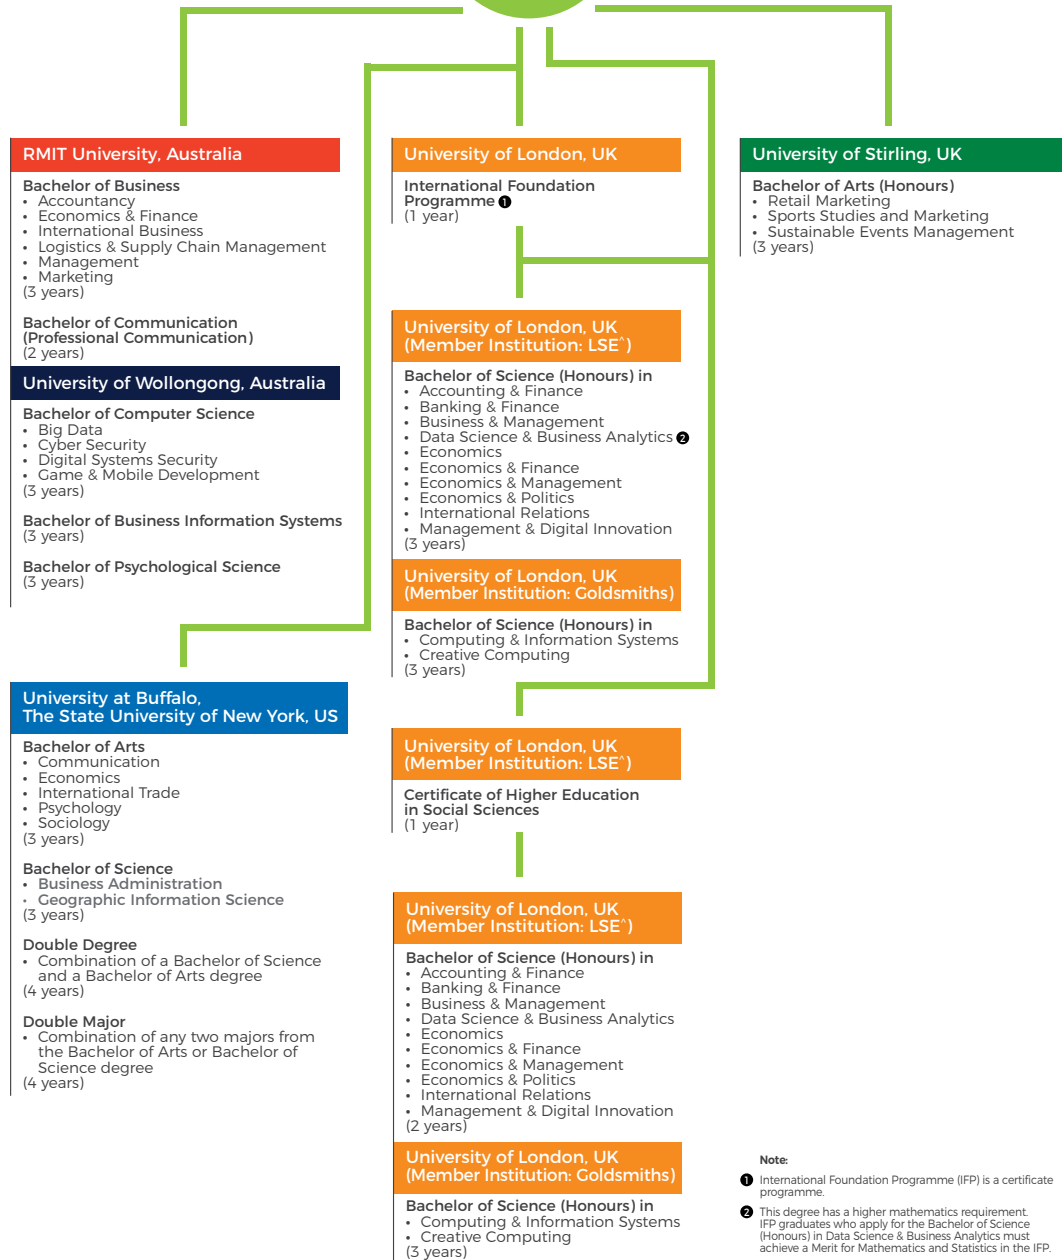 RMIT University, Australia
Bachelor of Business
• Accountancy
• Economics & Finance
• International Business
• Logistics & Supply Chain Management
• Management
• Marketing
(3 years)
Bachelor of Communication
(Professional Communication)
(2 years)
University of Wollongong, Australia
Bachelor of Computer Science
• Big Data
• Cyber Security
• Digital Systems Security
• Game & Mobile Development
(3 years)
Bachelor of Business Information Systems
(3 years)
Bachelor of Psychological Science
(3 years)
University at Buffalo,
The State University of New York, US
Bachelor of Arts
• Communication
• Economics
• International Trade
• Psychology
• Sociology
(3 years)
Bachelor of Science
• Business Administration
• Geographic Information Science
(3 years)
Double Degree
• Combination of a Bachelor of Science
and a Bachelor of Arts degree
(4 years)
Double Major
• Combination of any two majors from
the Bachelor of Arts or Bachelor of
Science degree
(4 years)
University of London, UK
International Foundation
Programme ❶
(1 year)
University of London, UK
(Member Institution: LSE^)
Bachelor of Science (Honours) in
• Accounting & Finance
• Banking & Finance
• Business & Management
• Data Science & Business Analytics ❷
• Economics
• Economics & Finance
• Economics & Management
• Economics & Politics
• International Relations
• Management & Digital Innovation
(3 years)
University of London, UK
(Member Institution: Goldsmiths)
Bachelor of Science (Honours) in
• Computing & Information Systems
• Creative Computing
(3 years)
University of London, UK
(Member Institution: LSE^)
Certificate of Higher Education
in Social Sciences
(1 year)
University of London, UK
(Member Institution: LSE^)
Bachelor of Science (Honours) in
• Accounting & Finance
• Banking & Finance
• Business & Management
• Data Science & Business Analytics
• Economics
• Economics & Finance
• Economics & Management
• Economics & Politics
• International Relations
• Management & Digital Innovation
(2 years)
University of London, UK
(Member Institution: Goldsmiths)
Bachelor of Science (Honours) in
• Computing & Information Systems
• Creative Computing
(3 years)
University of Stirling, UK
Bachelor of Arts (Honours)
• Retail Marketing
• Sports Studies and Marketing
• Sustainable Events Management
(3 years)
Note:
❶ International Foundation Programme (IFP) is a certificate
programme.
❷ This degree has a higher mathematics requirement.
IFP graduates who apply for the Bachelor of Science
(Honours) in Data Science & Business Analytics must
achieve a Merit for Mathematics and Statistics in the IFP.